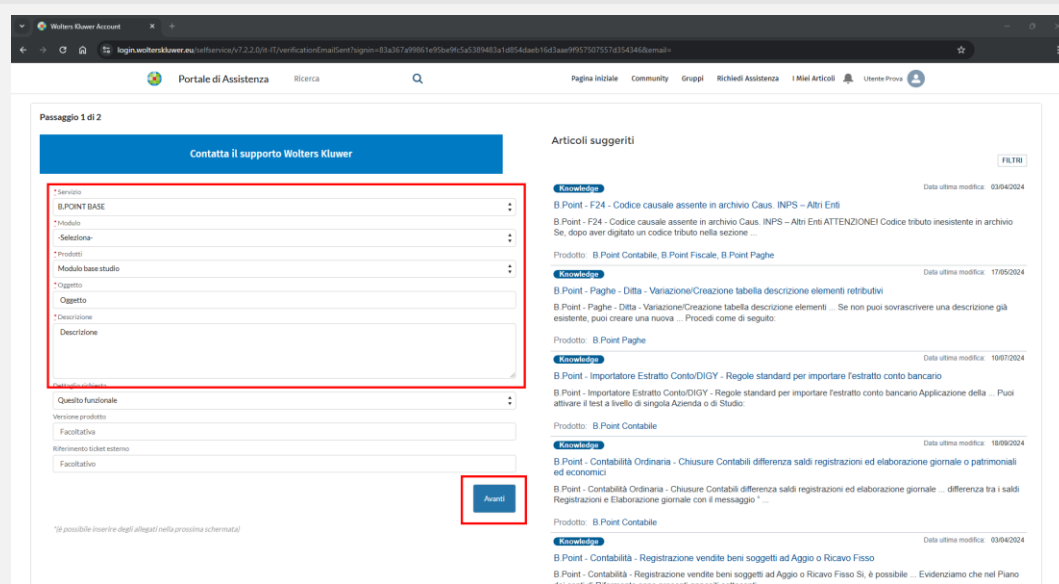 Wolters Kluwer Account
login.wolterskluwer.eu/selfservice/v7.2.2.0/it-IT/verificationEmailSent?signin=
Portale di Assistenza
Ricerca
Pagina Iniziale Community Gruppi Richiedi Assistenza I Miei Articoli Utente Prova
Passaggio 1 di 2
Contatta il supporto Wolters Kluwer
*Servizio
B.POINT BASE
*Modulo
-Seleziona-
*Prodotti
Modulo base studio
*Oggetto
Oggetto
*Descrizione
Descrizione
Dettaglio richiesta
Quesito funzionale
Versione prodotto
Facoltativa
Riferimento ticket esterno
Facoltativo
Avanti
*(è possibile inserire degli allegati nella prossima schermata)
Articoli suggeriti
FILTRI
Knowledge Data ultima modifica: 03/04/2024
B.Point - F24 - Codice causale assente in archivio Caus. INPS – Altri Enti
B.Point - F24 - Codice causale assente in archivio Caus. INPS – Altri Enti ATTENZIONE! Codice tributo inesistente in archivio
Se, dopo aver digitato un codice tributo nella sezione ...
Prodotto: B.Point Contabile, B.Point Fiscale, B.Point Paghe
Knowledge Data ultima modifica: 17/05/2024
B.Point - Paghe - Ditta - Variazione/Creazione tabella descrizione elementi retributivi
B.Point - Paghe - Ditta - Variazione/Creazione tabella descrizione elementi ... Se non puoi sovrascrivere una descrizione già
esistente, puoi creare una nuova ... Procedi come di seguito:
Prodotto: B.Point Paghe
Knowledge Data ultima modifica: 10/07/2024
B.Point - Importatore Estratto Conto/DIGY - Regole standard per importare l'estratto conto bancario
B.Point - Importatore Estratto Conto/DIGY - Regole standard per importare l'estratto conto bancario Applicazione della ... Puoi
attivare il test a livello di singola Azienda o di Studio:
Prodotto: B.Point Contabile
Knowledge Data ultima modifica: 18/09/2024
B.Point - Contabilità Ordinaria - Chiusure Contabili differenza saldi registrazioni ed elaborazione giornale o patrimoniali
ed economici
B.Point - Contabilità Ordinaria - Chiusure Contabili differenza saldi registrazioni ed elaborazione giornale ... differenza tra i saldi
Registrazioni e Elaborazione giornale con il messaggio " ...
Prodotto: B.Point Contabile
Knowledge Data ultima modifica: 03/04/2024
B.Point - Contabilità - Registrazione vendite beni soggetti ad Aggio o Ricavo Fisso
B.Point - Contabilità - Registrazione vendite beni soggetti ad Aggio o Ricavo Fisso Si, è possibile ... Evidenziamo che nel Piano